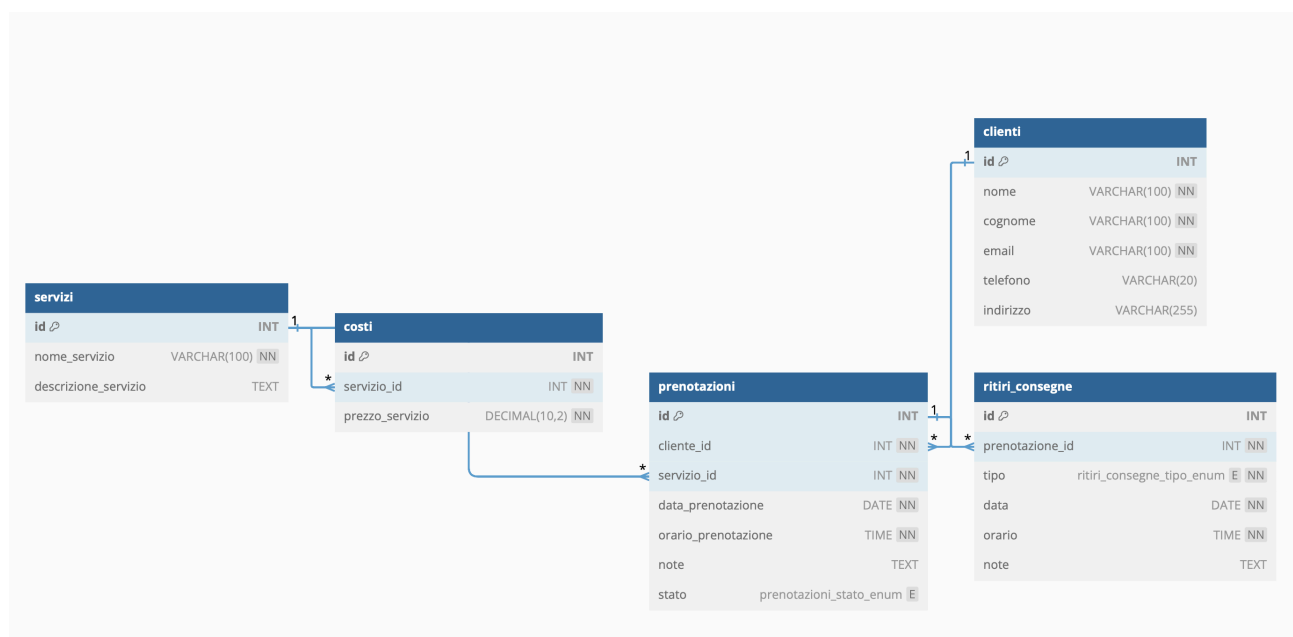 servizi
id INT
nome_servizio VARCHAR(100) NN
descrizione_servizio TEXT
1
*
costi
id INT
servizio_id INT NN
prezzo_servizio DECIMAL(10,2) NN
*
prenotazioni
id INT
cliente_id INT NN
servizio_id INT NN
data_prenotazione DATE NN
orario_prenotazione TIME NN
note TEXT
stato prenotazioni_stato_enum E
1
*
1
clienti
id INT
nome VARCHAR(100) NN
cognome VARCHAR(100) NN
email VARCHAR(100) NN
telefono VARCHAR(20)
indirizzo VARCHAR(255)
*
ritiri_consegne
id INT
prenotazione_id INT NN
tipo ritiri_consegne_tipo_enum E NN
data DATE NN
orario TIME NN
note TEXT